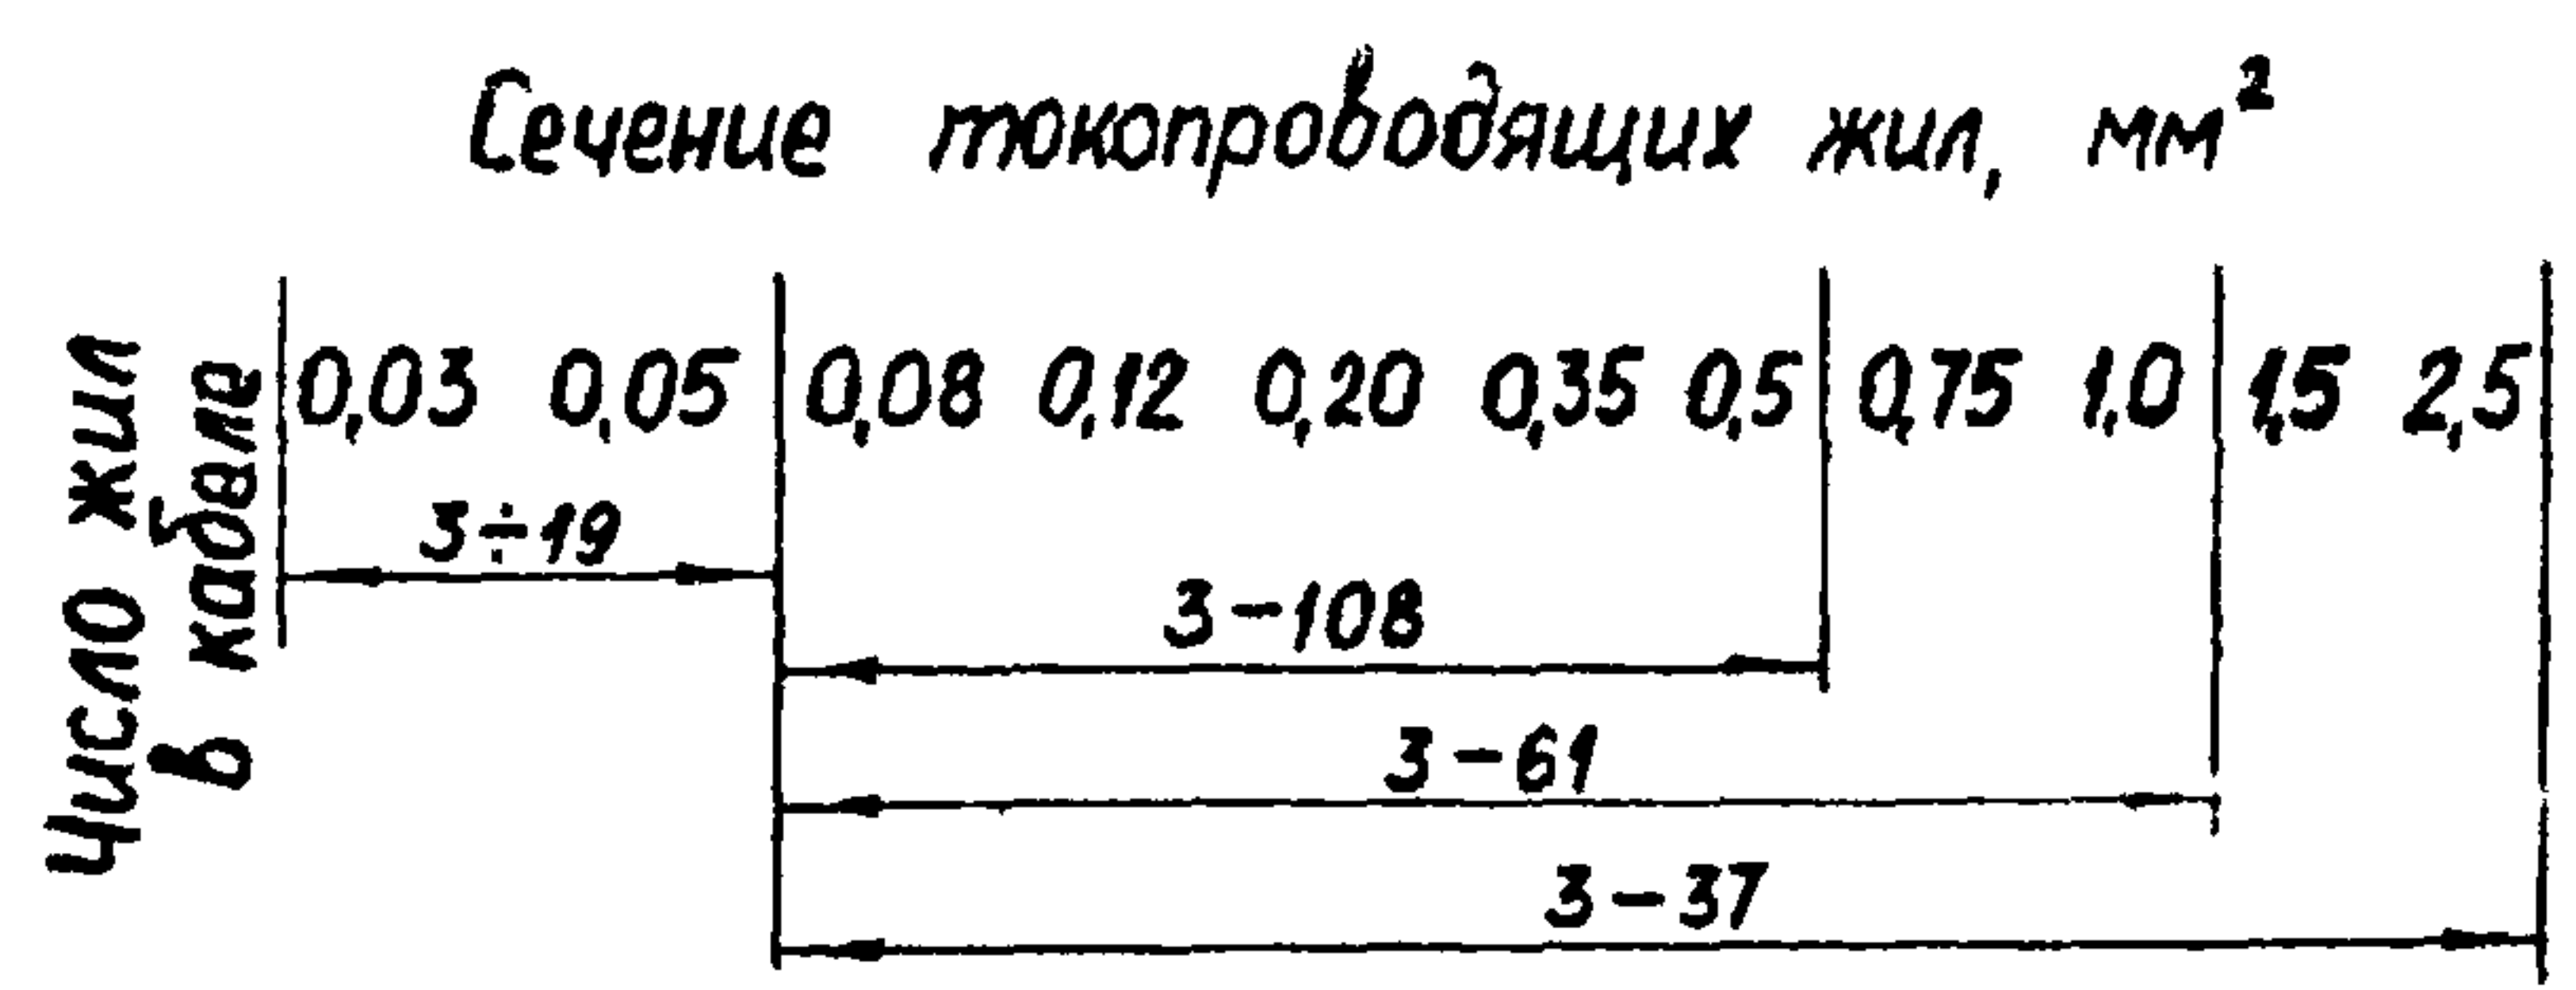 Сечение токопроводящих жил, мм²
Число жил
в кабеле
0,03 0,05 0,08 0,12 0,20 0,35 0,5 0,75 1,0 1,5 2,5
3÷19
3-108
3-61
3-37